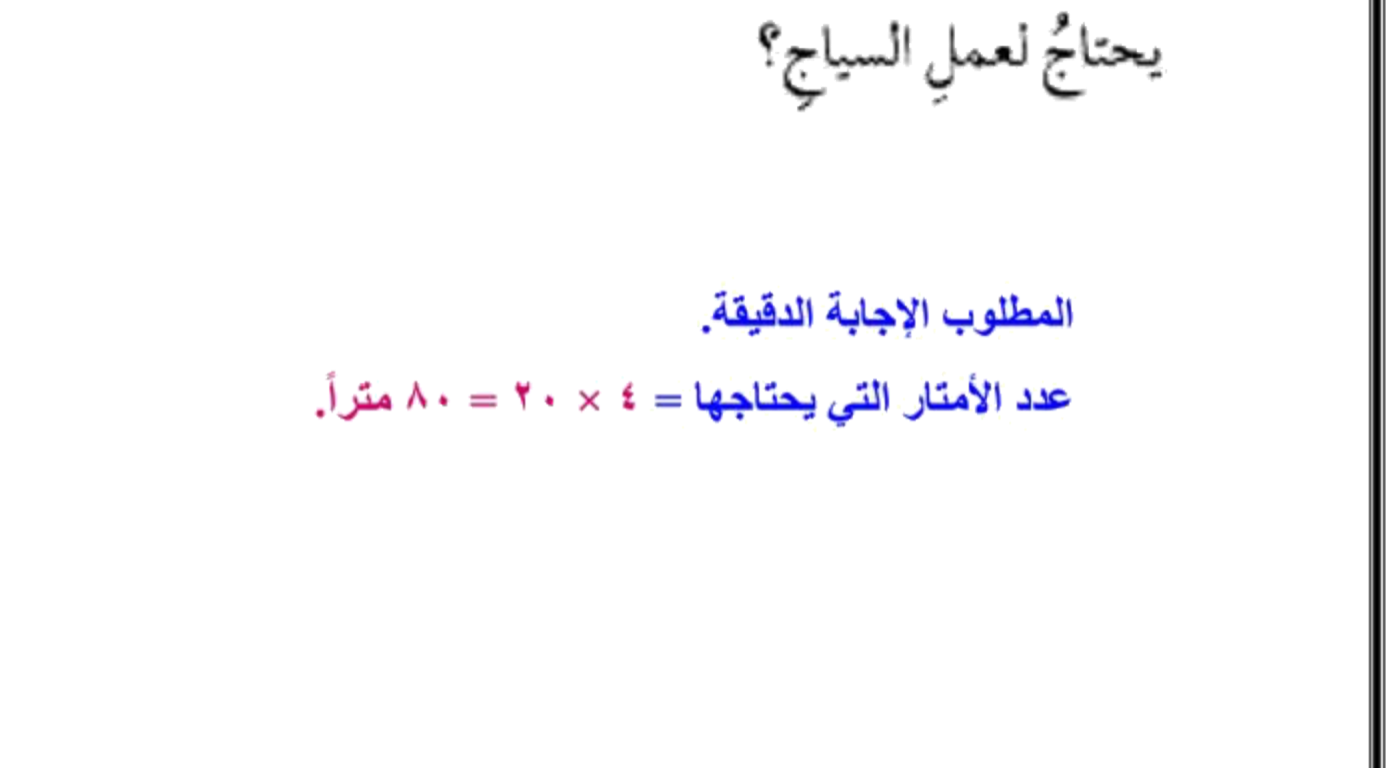 يحتاجُ لعملِ السياجِ؟
المطلوب الإجابة الدقيقة.
عدد الأمتار التي يحتاجها = ٤ × ٢٠ = ٨٠ متراً.